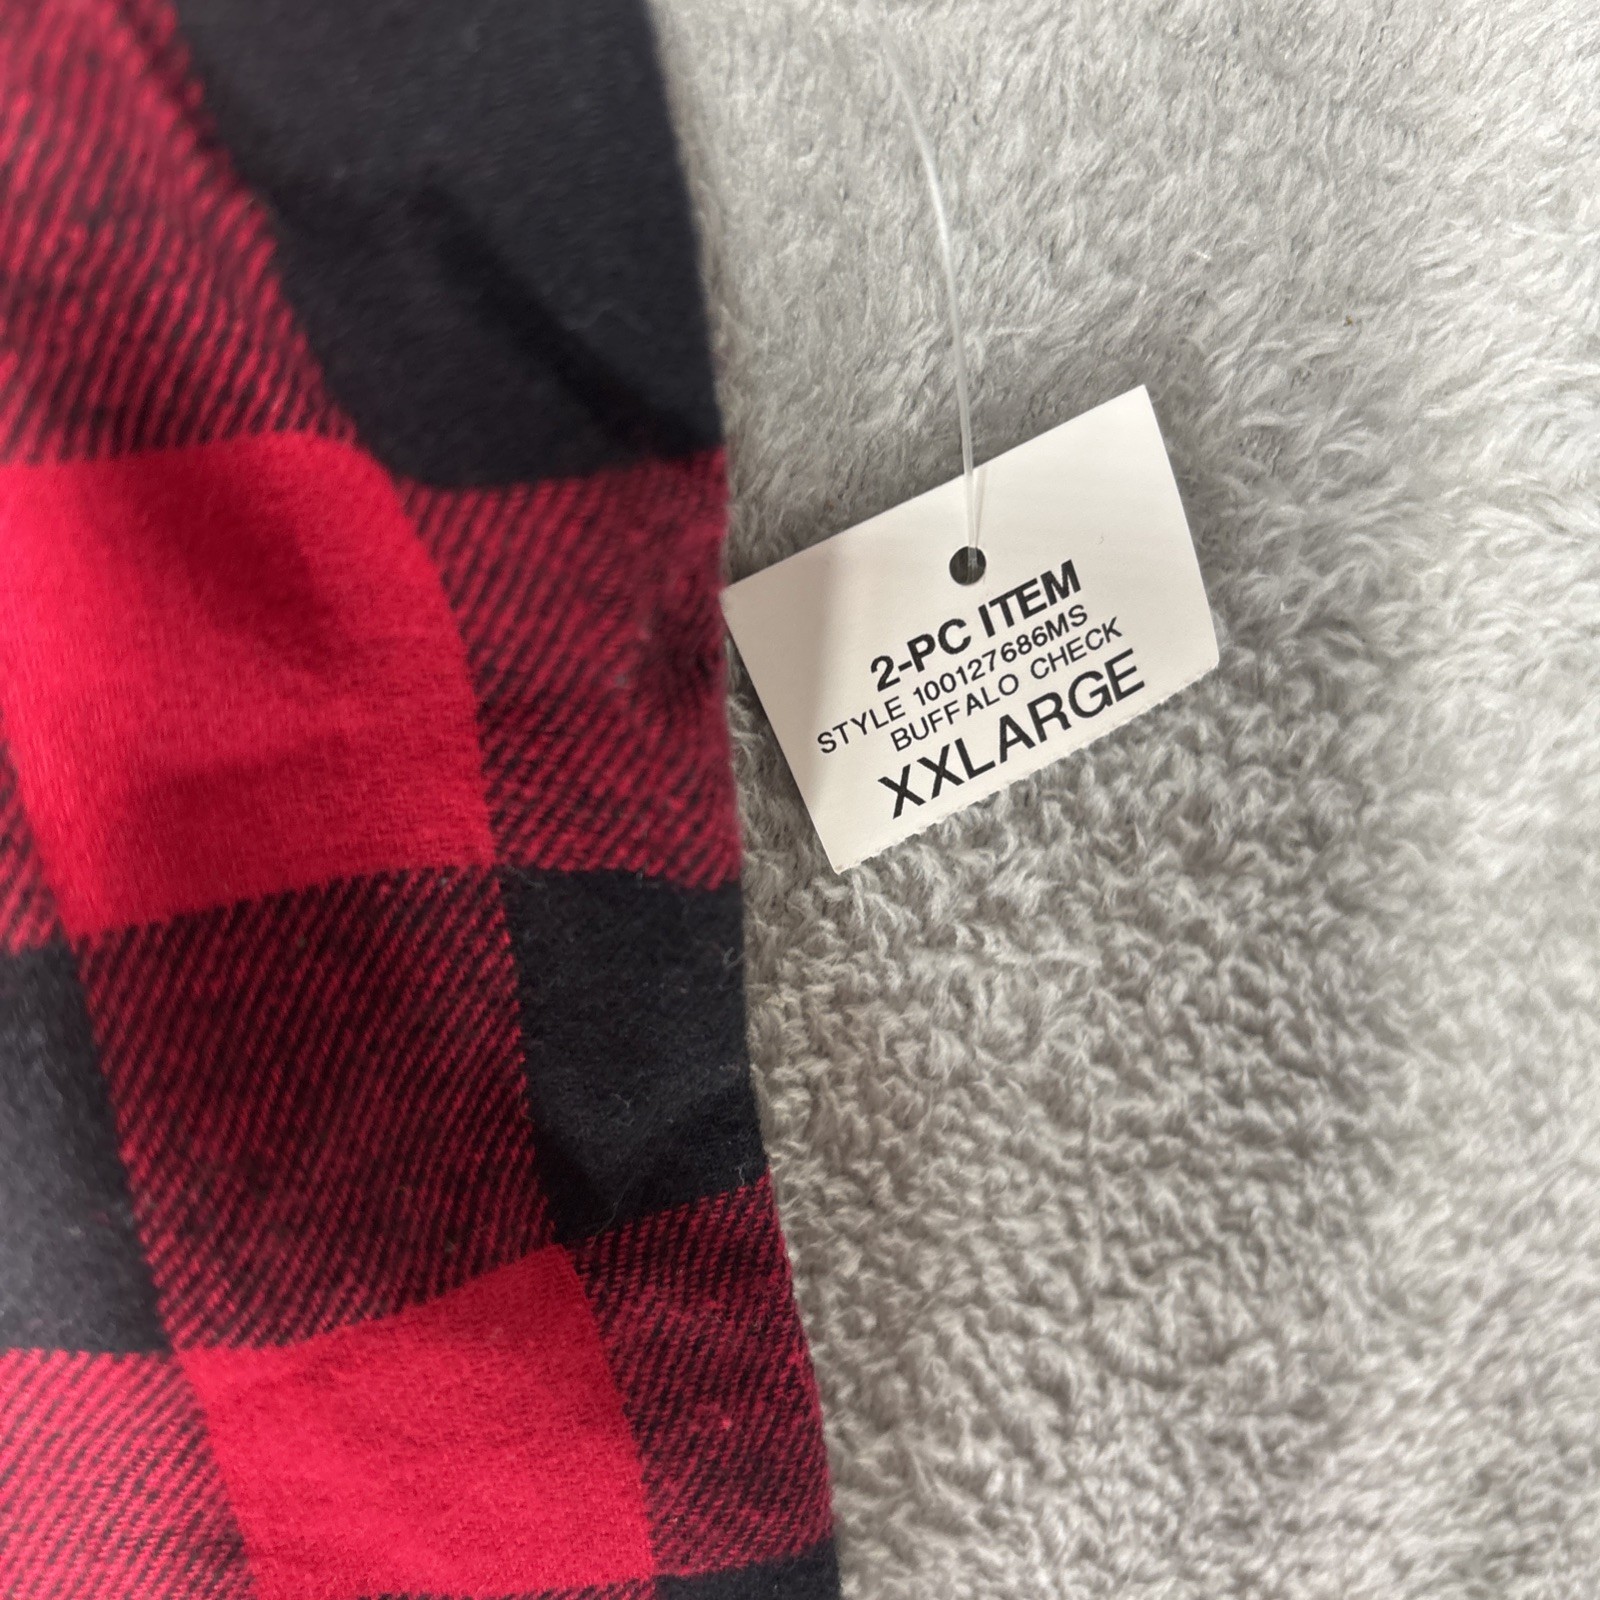 2-PC ITEM
STYLE 100127686MS
BUFFALO CHECK
XXLARGE